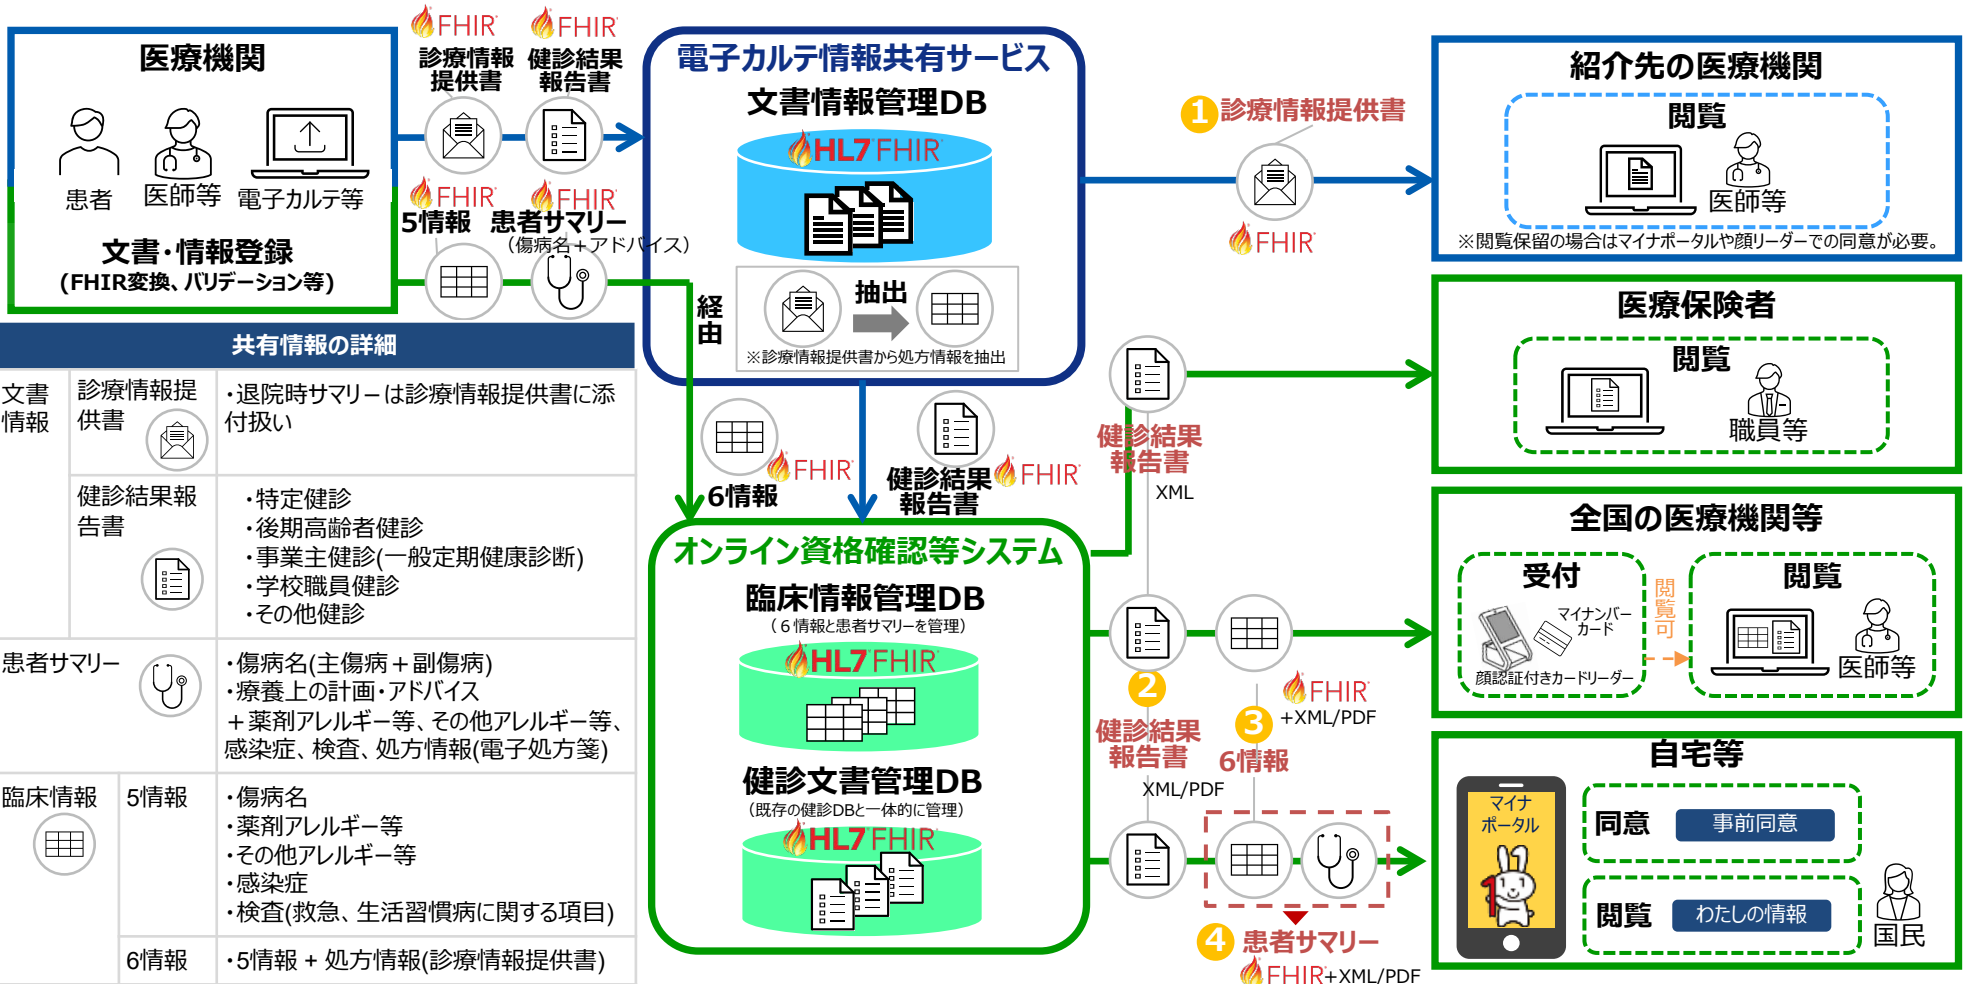 医療機関
患者
医師等
電子カルテ等
文書・情報登録
(FHIR変換、バリデーション等)
FHIR
診療情報
提供書
FHIR
健診結果
報告書
FHIR
5情報
FHIR
患者サマリー
（傷病名+アドバイス）
電子カルテ情報共有サービス
文書情報管理DB
HL7 FHIR
抽出
※診療情報提供書から処方情報を抽出
経由
6情報
FHIR
健診結果
報告書
FHIR
オンライン資格確認等システム
臨床情報管理DB
（６情報と患者サマリーを管理）
HL7 FHIR
健診文書管理DB
（既存の健診DBと一体的に管理）
HL7 FHIR
1 診療情報提供書
FHIR
健診結果
報告書
XML
2
健診結果
報告書
XML/PDF
FHIR
+XML/PDF
3
6情報
4 患者サマリー
FHIR+XML/PDF
紹介先の医療機関
閲覧
医師等
※閲覧保留の場合はマイナポータルや顔リーダーでの同意が必要。
医療保険者
閲覧
職員等
全国の医療機関等
受付
マイナンバー
カード
顔認証付きカードリーダー
閲覧可
閲覧
医師等
自宅等
マイナ
ポータル
同意
事前同意
閲覧
わたしの情報
国民
共有情報の詳細
文書
情報
診療情報提
供書
・退院時サマリーは診療情報提供書に添
付扱い
健診結果報
告書
・特定健診
・後期高齢者健診
・事業主健診(一般定期健康診断)
・学校職員健診
・その他健診
患者サマリー
・傷病名(主傷病＋副傷病)
・療養上の計画・アドバイス
＋薬剤アレルギー等、その他アレルギー等、
感染症、検査、処方情報(電子処方箋)
臨床情報
5情報
・傷病名
・薬剤アレルギー等
・その他アレルギー等
・感染症
・検査(救急、生活習慣病に関する項目)
6情報
・5情報 + 処方情報(診療情報提供書)